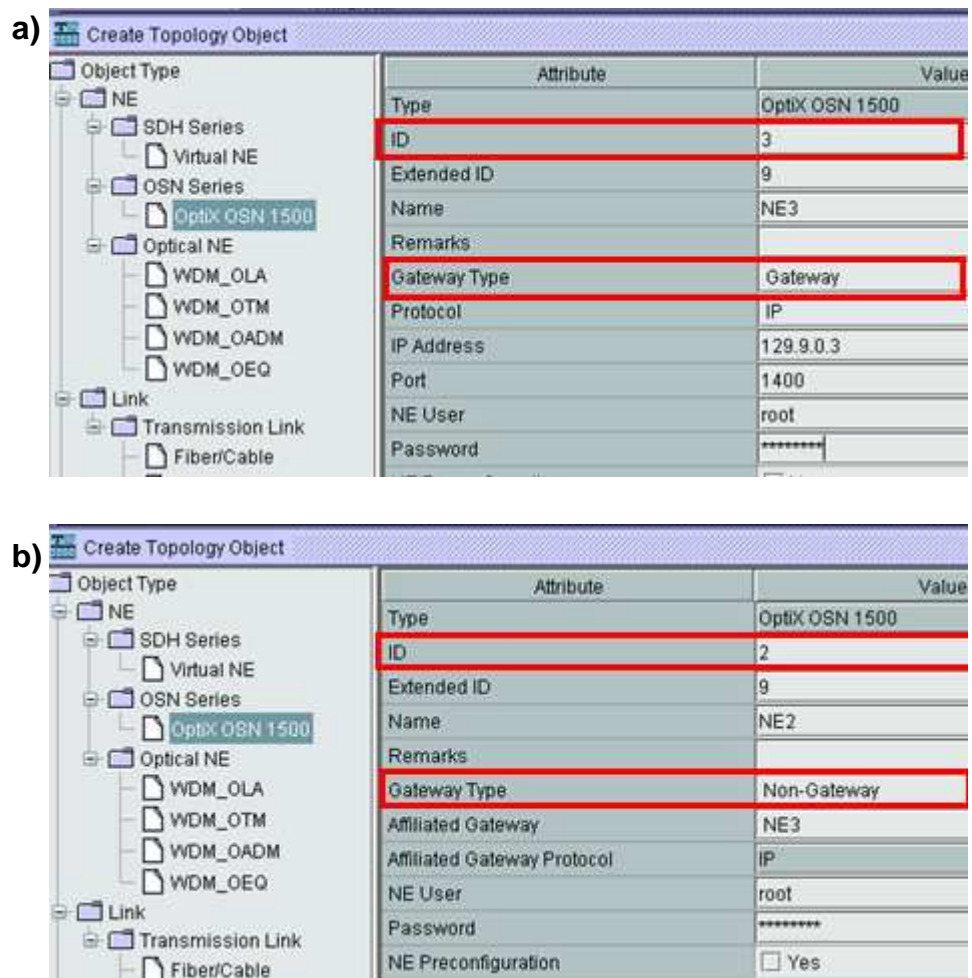 a)
Create Topology Object
Object Type
NE
SDH Series
Virtual NE
OSN Series
OptiX OSN 1500
Optical NE
WDM_OLA
WDM_OTM
WDM_OADM
WDM_OEQ
Link
Transmission Link
Fiber/Cable
Attribute Value
Type OptiX OSN 1500
ID 3
Extended ID 9
Name NE3
Remarks
Gateway Type Gateway
Protocol IP
IP Address 129.9.0.3
Port 1400
NE User root
Password ********
b)
Create Topology Object
Object Type
NE
SDH Series
Virtual NE
OSN Series
OptiX OSN 1500
Optical NE
WDM_OLA
WDM_OTM
WDM_OADM
WDM_OEQ
Link
Transmission Link
Fiber/Cable
Attribute Value
Type OptiX OSN 1500
ID 2
Extended ID 9
Name NE2
Remarks
Gateway Type Non-Gateway
Affiliated Gateway NE3
Affiliated Gateway Protocol IP
NE User root
Password ********
NE Preconfiguration Yes